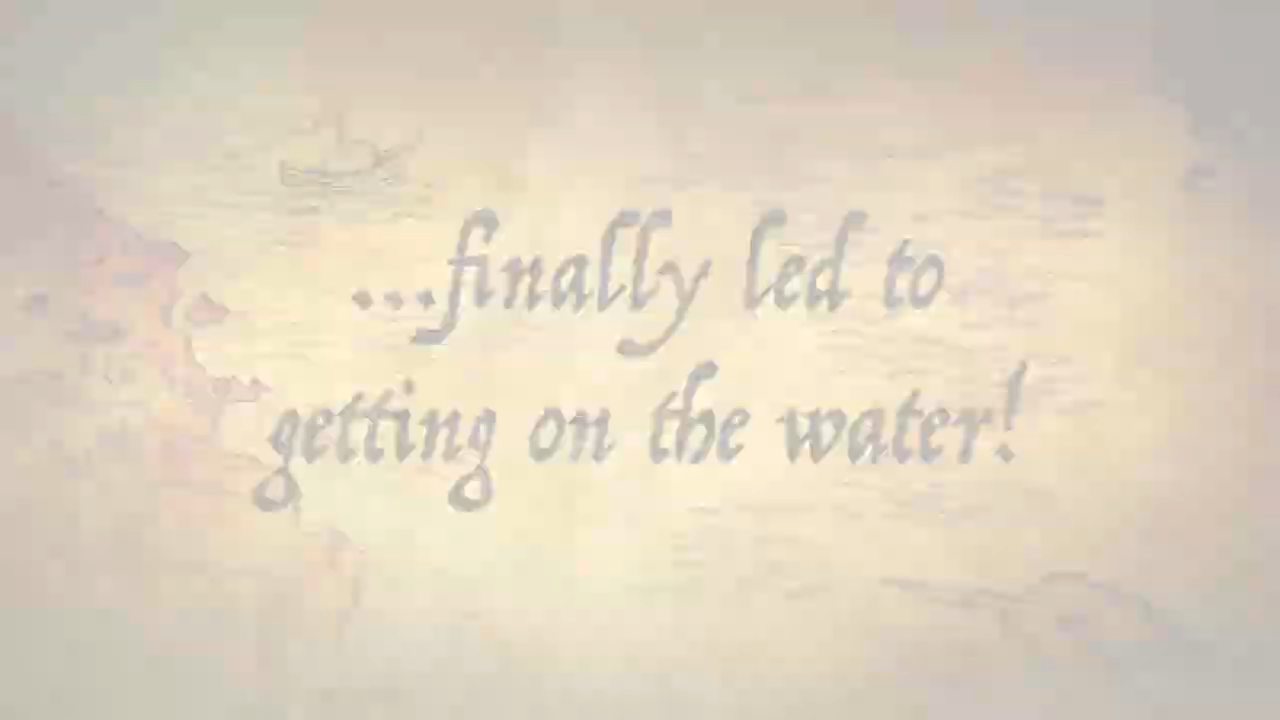 ...finally led to
getting on the water!